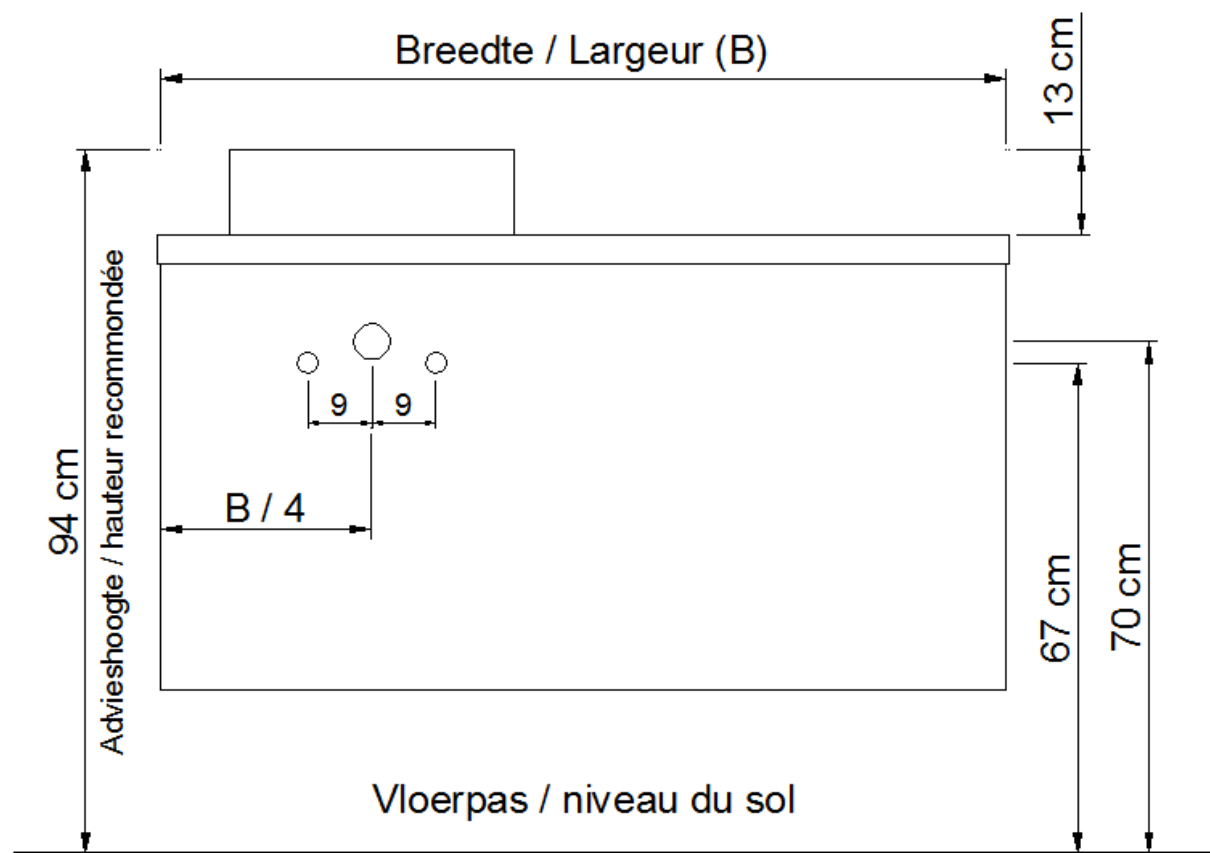 Breedte / Largeur (B)
13 cm
94 cm
Advieshoogte / hauteur recommondée
9
9
B / 4
67 cm
70 cm
Vloerpas / niveau du sol